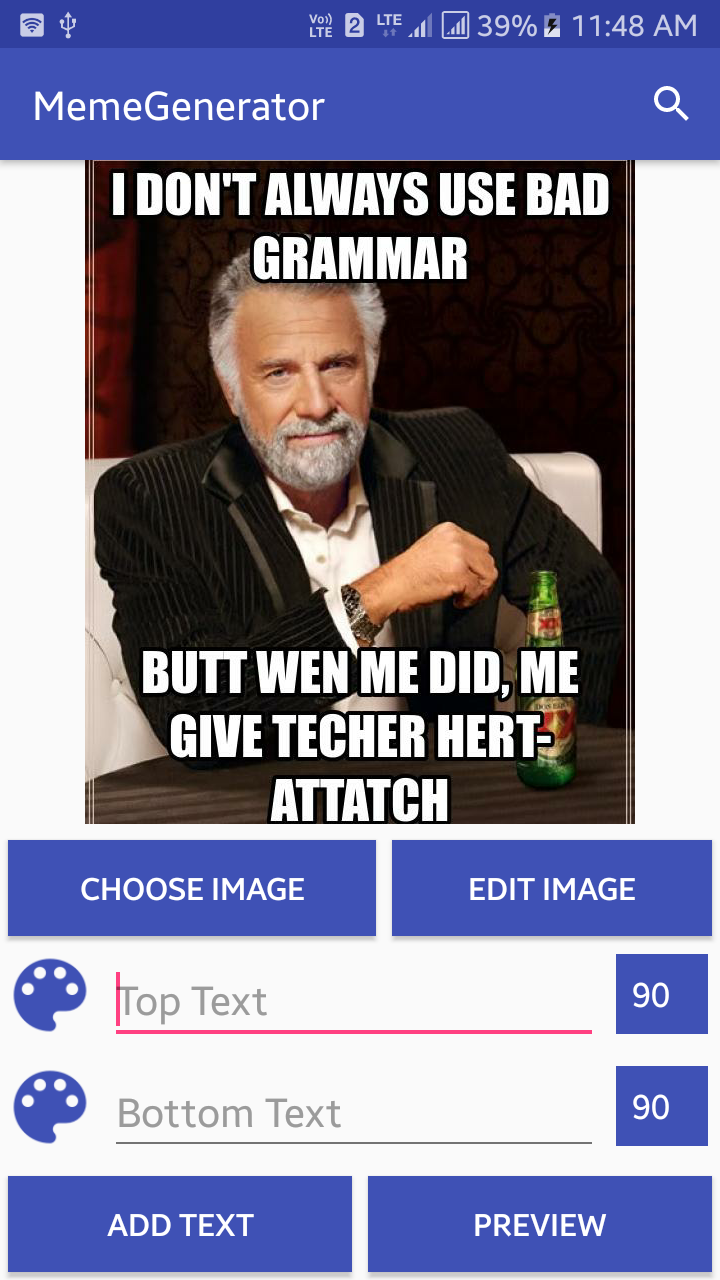 Vo)) LTE 2 LTE 39% 11:48 AM
MemeGenerator
I DON'T ALWAYS USE BAD
GRAMMAR
BUTT WEN ME DID, ME
GIVE TECHER HERT-
ATTATCH
CHOOSE IMAGE EDIT IMAGE
Top Text 90
Bottom Text 90
ADD TEXT PREVIEW